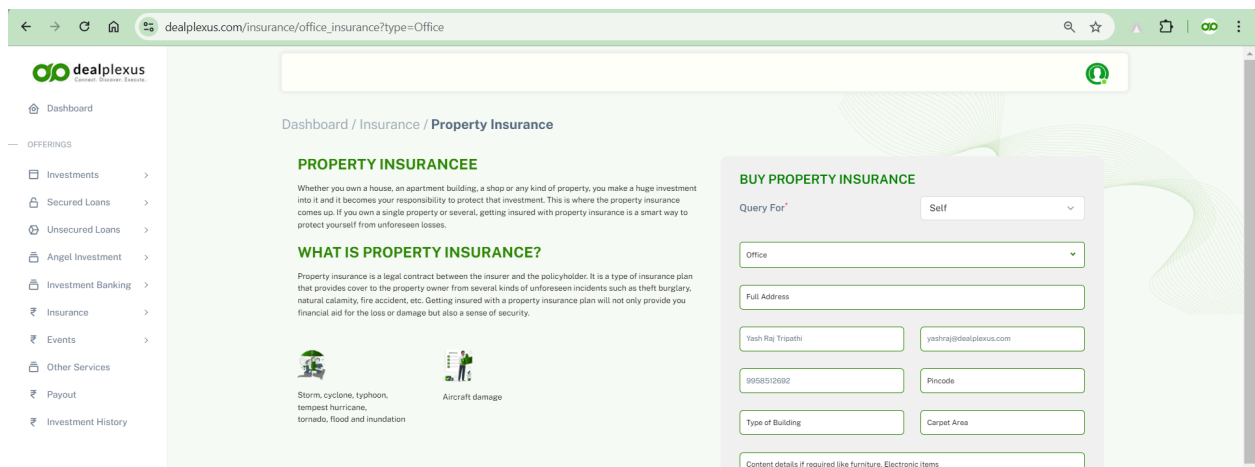 dealplexus.com/insurance/office_insurance?type=Office
dealplexus
Connect. Discover. Execute.
Dashboard
OFFERINGS
Investments
Secured Loans
Unsecured Loans
Angel Investment
Investment Banking
₹ Insurance
₹ Events
Other Services
₹ Payout
₹ Investment History
Dashboard / Insurance / Property Insurance
PROPERTY INSURANCEE
Whether you own a house, an apartment building, a shop or any kind of property, you make a huge investment
into it and it becomes your responsibility to protect that investment. This is where the property insurance
comes up. If you own a single property or several, getting insured with property insurance is a smart way to
protect yourself from unforeseen losses.
WHAT IS PROPERTY INSURANCE?
Property insurance is a legal contract between the insurer and the policyholder. It is a type of insurance plan
that provides cover to the property owner from several kinds of unforeseen incidents such as theft burglary,
natural calamity, fire accident, etc. Getting insured with a property insurance plan will not only provide you
financial aid for the loss or damage but also a sense of security.
Storm, cyclone, typhoon,
tempest hurricane,
tornado, flood and inundation
Aircraft damage
BUY PROPERTY INSURANCE
Query For*
Self
Office
Full Address
Yash Raj Tripathi
yashraj@dealplexus.com
9958512692
Pincode
Type of Building
Carpet Area
Content details if required like furniture, Electronic items